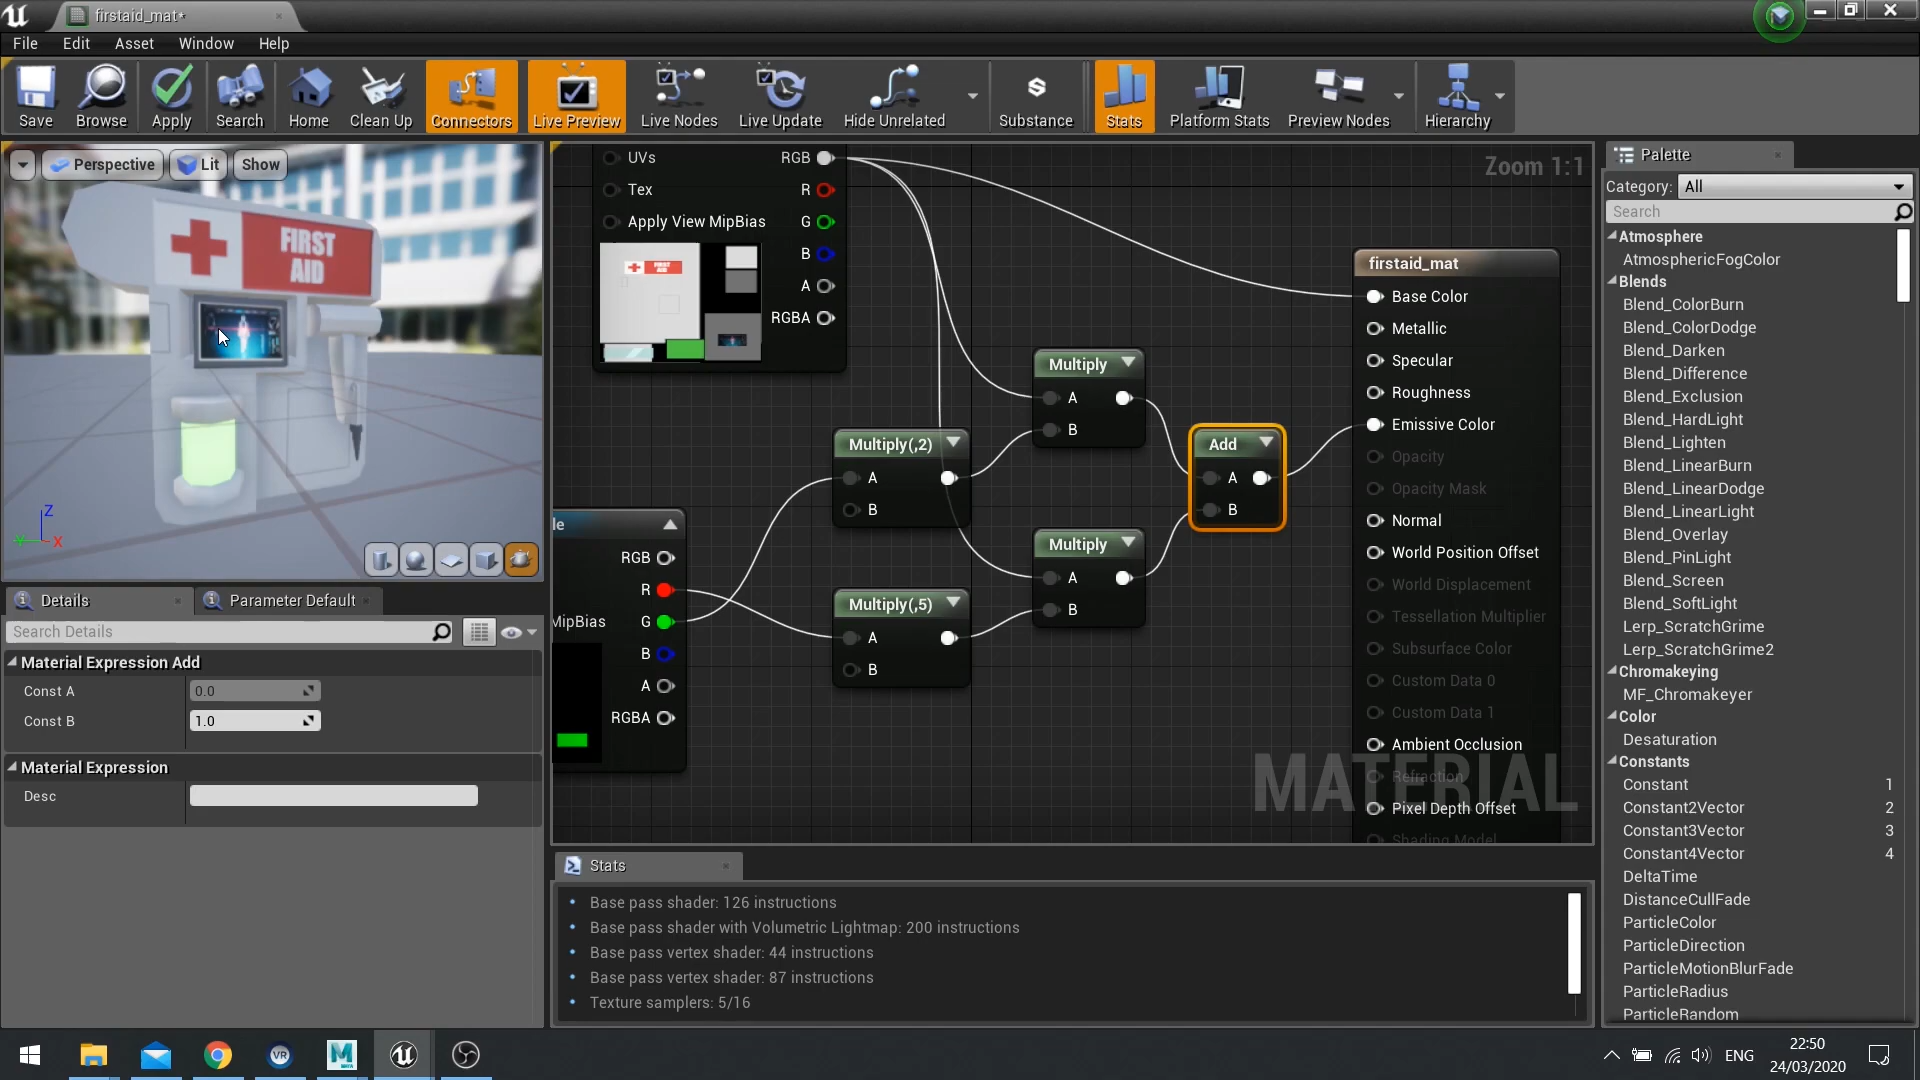 firstaid_mat*
File Edit Asset Window Help
Save Browse Apply Search Home Clean Up Connectors Live Preview Live Nodes Live Update Hide Unrelated Substance Stats Platform Stats Preview Nodes Hierarchy
Perspective Lit Show
FIRST
AID
Z
X
UVs RGB
Tex R
Apply View MipBias G
B
A
RGBA
FIRST
AID
Zoom 1:1
Multiply
A
B
Multiply(,2)
A
B
Add
A
B
Multiply
A
B
Multiply(,5)
A
B
le
RGB
R
MipBias G
B
A
RGBA
firstaid_mat
Base Color
Metallic
Specular
Roughness
Emissive Color
Opacity
Opacity Mask
Normal
World Position Offset
World Displacement
Tessellation Multiplier
Subsurface Color
Custom Data 0
Custom Data 1
Ambient Occlusion
Refraction
Pixel Depth Offset
Shading Model
MATERIAL
Details Parameter Default
Search Details
Material Expression Add
Const A 0.0
Const B 1.0
Material Expression
Desc
Stats
Base pass shader: 126 instructions
Base pass shader with Volumetric Lightmap: 200 instructions
Base pass vertex shader: 44 instructions
Base pass vertex shader: 87 instructions
Texture samplers: 5/16
Palette
Category: All
Search
Atmosphere
AtmosphericFogColor
Blends
Blend_ColorBurn
Blend_ColorDodge
Blend_Darken
Blend_Difference
Blend_Exclusion
Blend_HardLight
Blend_Lighten
Blend_LinearBurn
Blend_LinearDodge
Blend_LinearLight
Blend_Overlay
Blend_PinLight
Blend_Screen
Blend_SoftLight
Lerp_ScratchGrime
Lerp_ScratchGrime2
Chromakeying
MF_Chromakeyer
Color
Desaturation
Constants
Constant 1
Constant2Vector 2
Constant3Vector 3
Constant4Vector 4
DeltaTime
DistanceCullFade
ParticleColor
ParticleDirection
ParticleMotionBlurFade
ParticleRadius
ParticleRandom
VR
M
ENG
22:50
24/03/2020